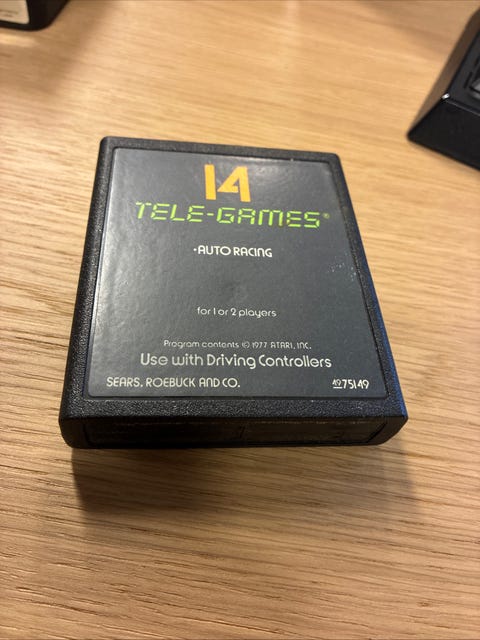 14
TELE-GAMES®
•AUTO RACING
for 1 or 2 players
Program contents © 1977 ATARI, INC.
Use with Driving Controllers
SEARS, ROEBUCK AND CO. 49 75149